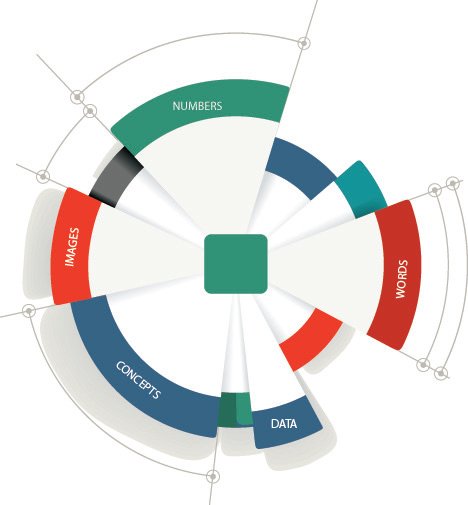 NUMBERS
WORDS
IMAGES
CONCEPTS
DATA